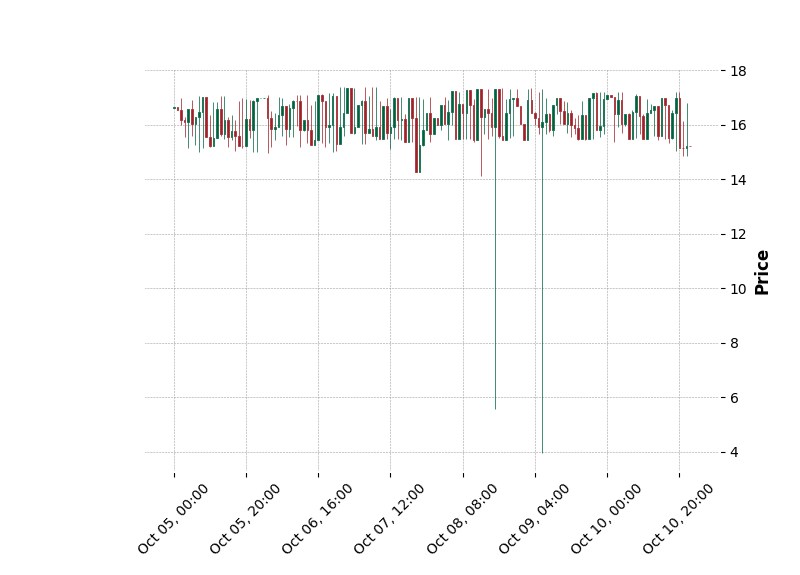 18
16
14
12
10
8
6
4
Price
Oct 05, 00:00
Oct 05, 20:00
Oct 06, 16:00
Oct 07, 12:00
Oct 08, 08:00
Oct 09, 04:00
Oct 10, 00:00
Oct 10, 20:00